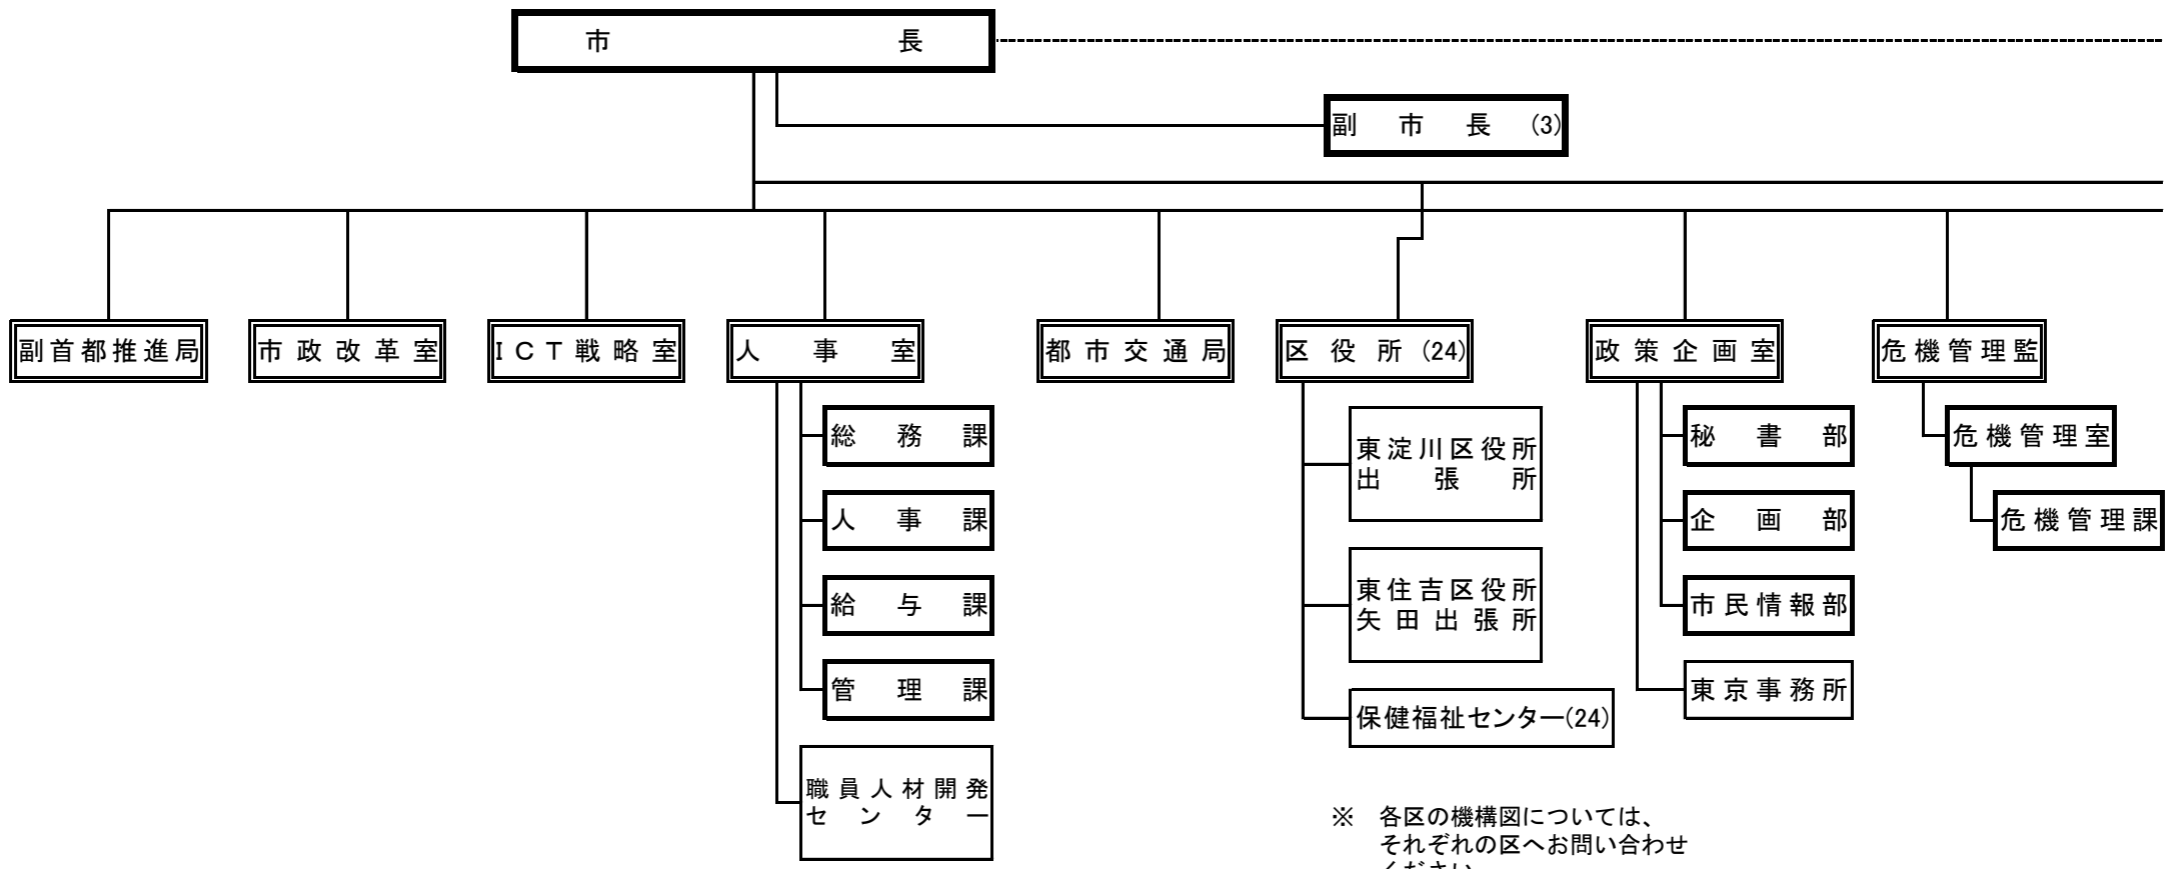 市長
副市長(3)
副首都推進局
市政改革室
ICT戦略室
人事室
都市交通局
区役所(24)
政策企画室
危機管理監
総務課
人事課
給与課
管理課
職員人材開発
センター
東淀川区役所
出張所
東住吉区役所
矢田出張所
保健福祉センター(24)
秘書部
企画部
市民情報部
東京事務所
危機管理室
危機管理課
※ 各区の機構図については、
それぞれの区へお問い合わせ